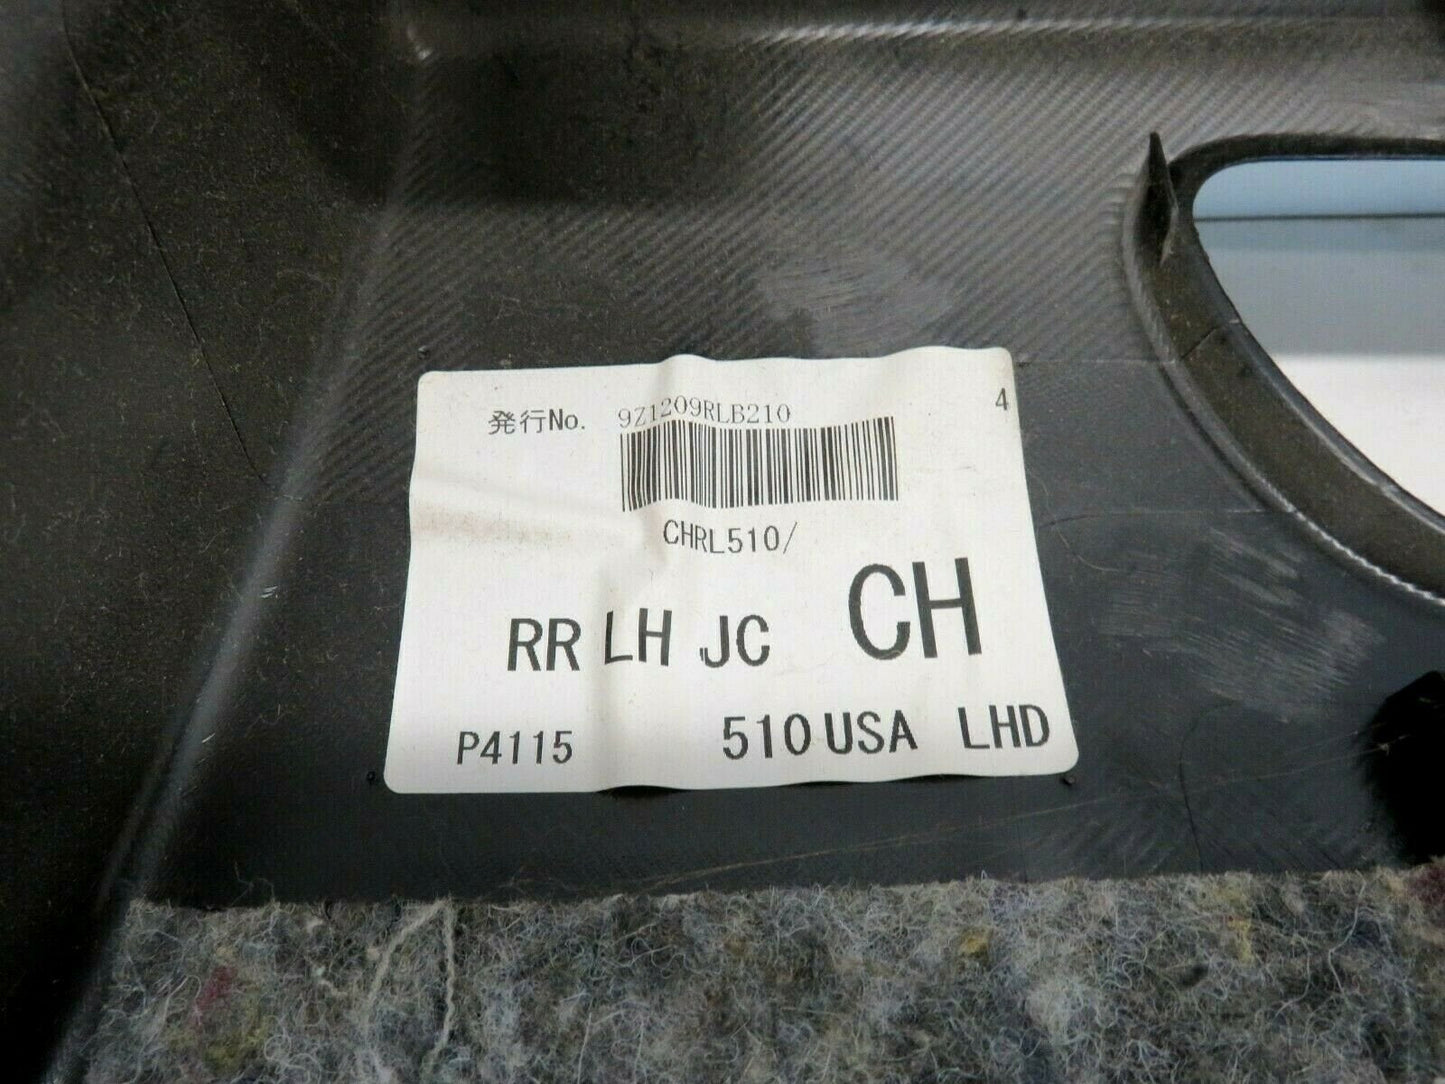 発行No. 9Z1209RLB210 4
CHRL510/
RR LH JC CH
P4115 510 USA LHD